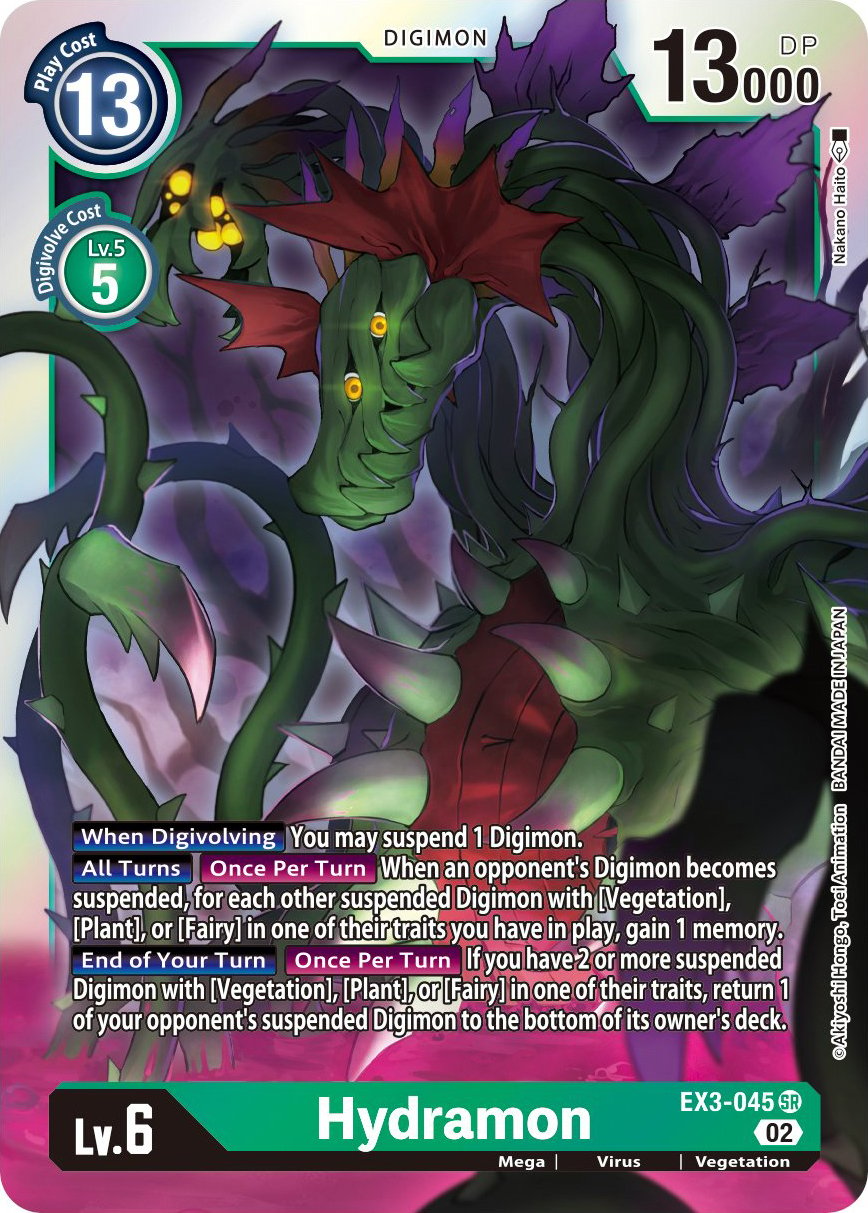 DIGIMON
Play Cost
13
13000
DP
Digivolve Cost
Lv.5
5
Nakano Haito
When Digivolving You may suspend 1 Digimon.
All Turns Once Per Turn When an opponent's Digimon becomes
suspended, for each other suspended Digimon with [Vegetation],
[Plant], or [Fairy] in one of their traits you have in play, gain 1 memory.
End of Your Turn Once Per Turn If you have 2 or more suspended
Digimon with [Vegetation], [Plant], or [Fairy] in one of their traits, return 1
of your opponent's suspended Digimon to the bottom of its owner's deck.
©Akiyoshi Hongo, Toei Animation BANDAI MADE IN JAPAN
Lv.6
Hydramon
EX3-045 SR
02
Mega | Virus | Vegetation